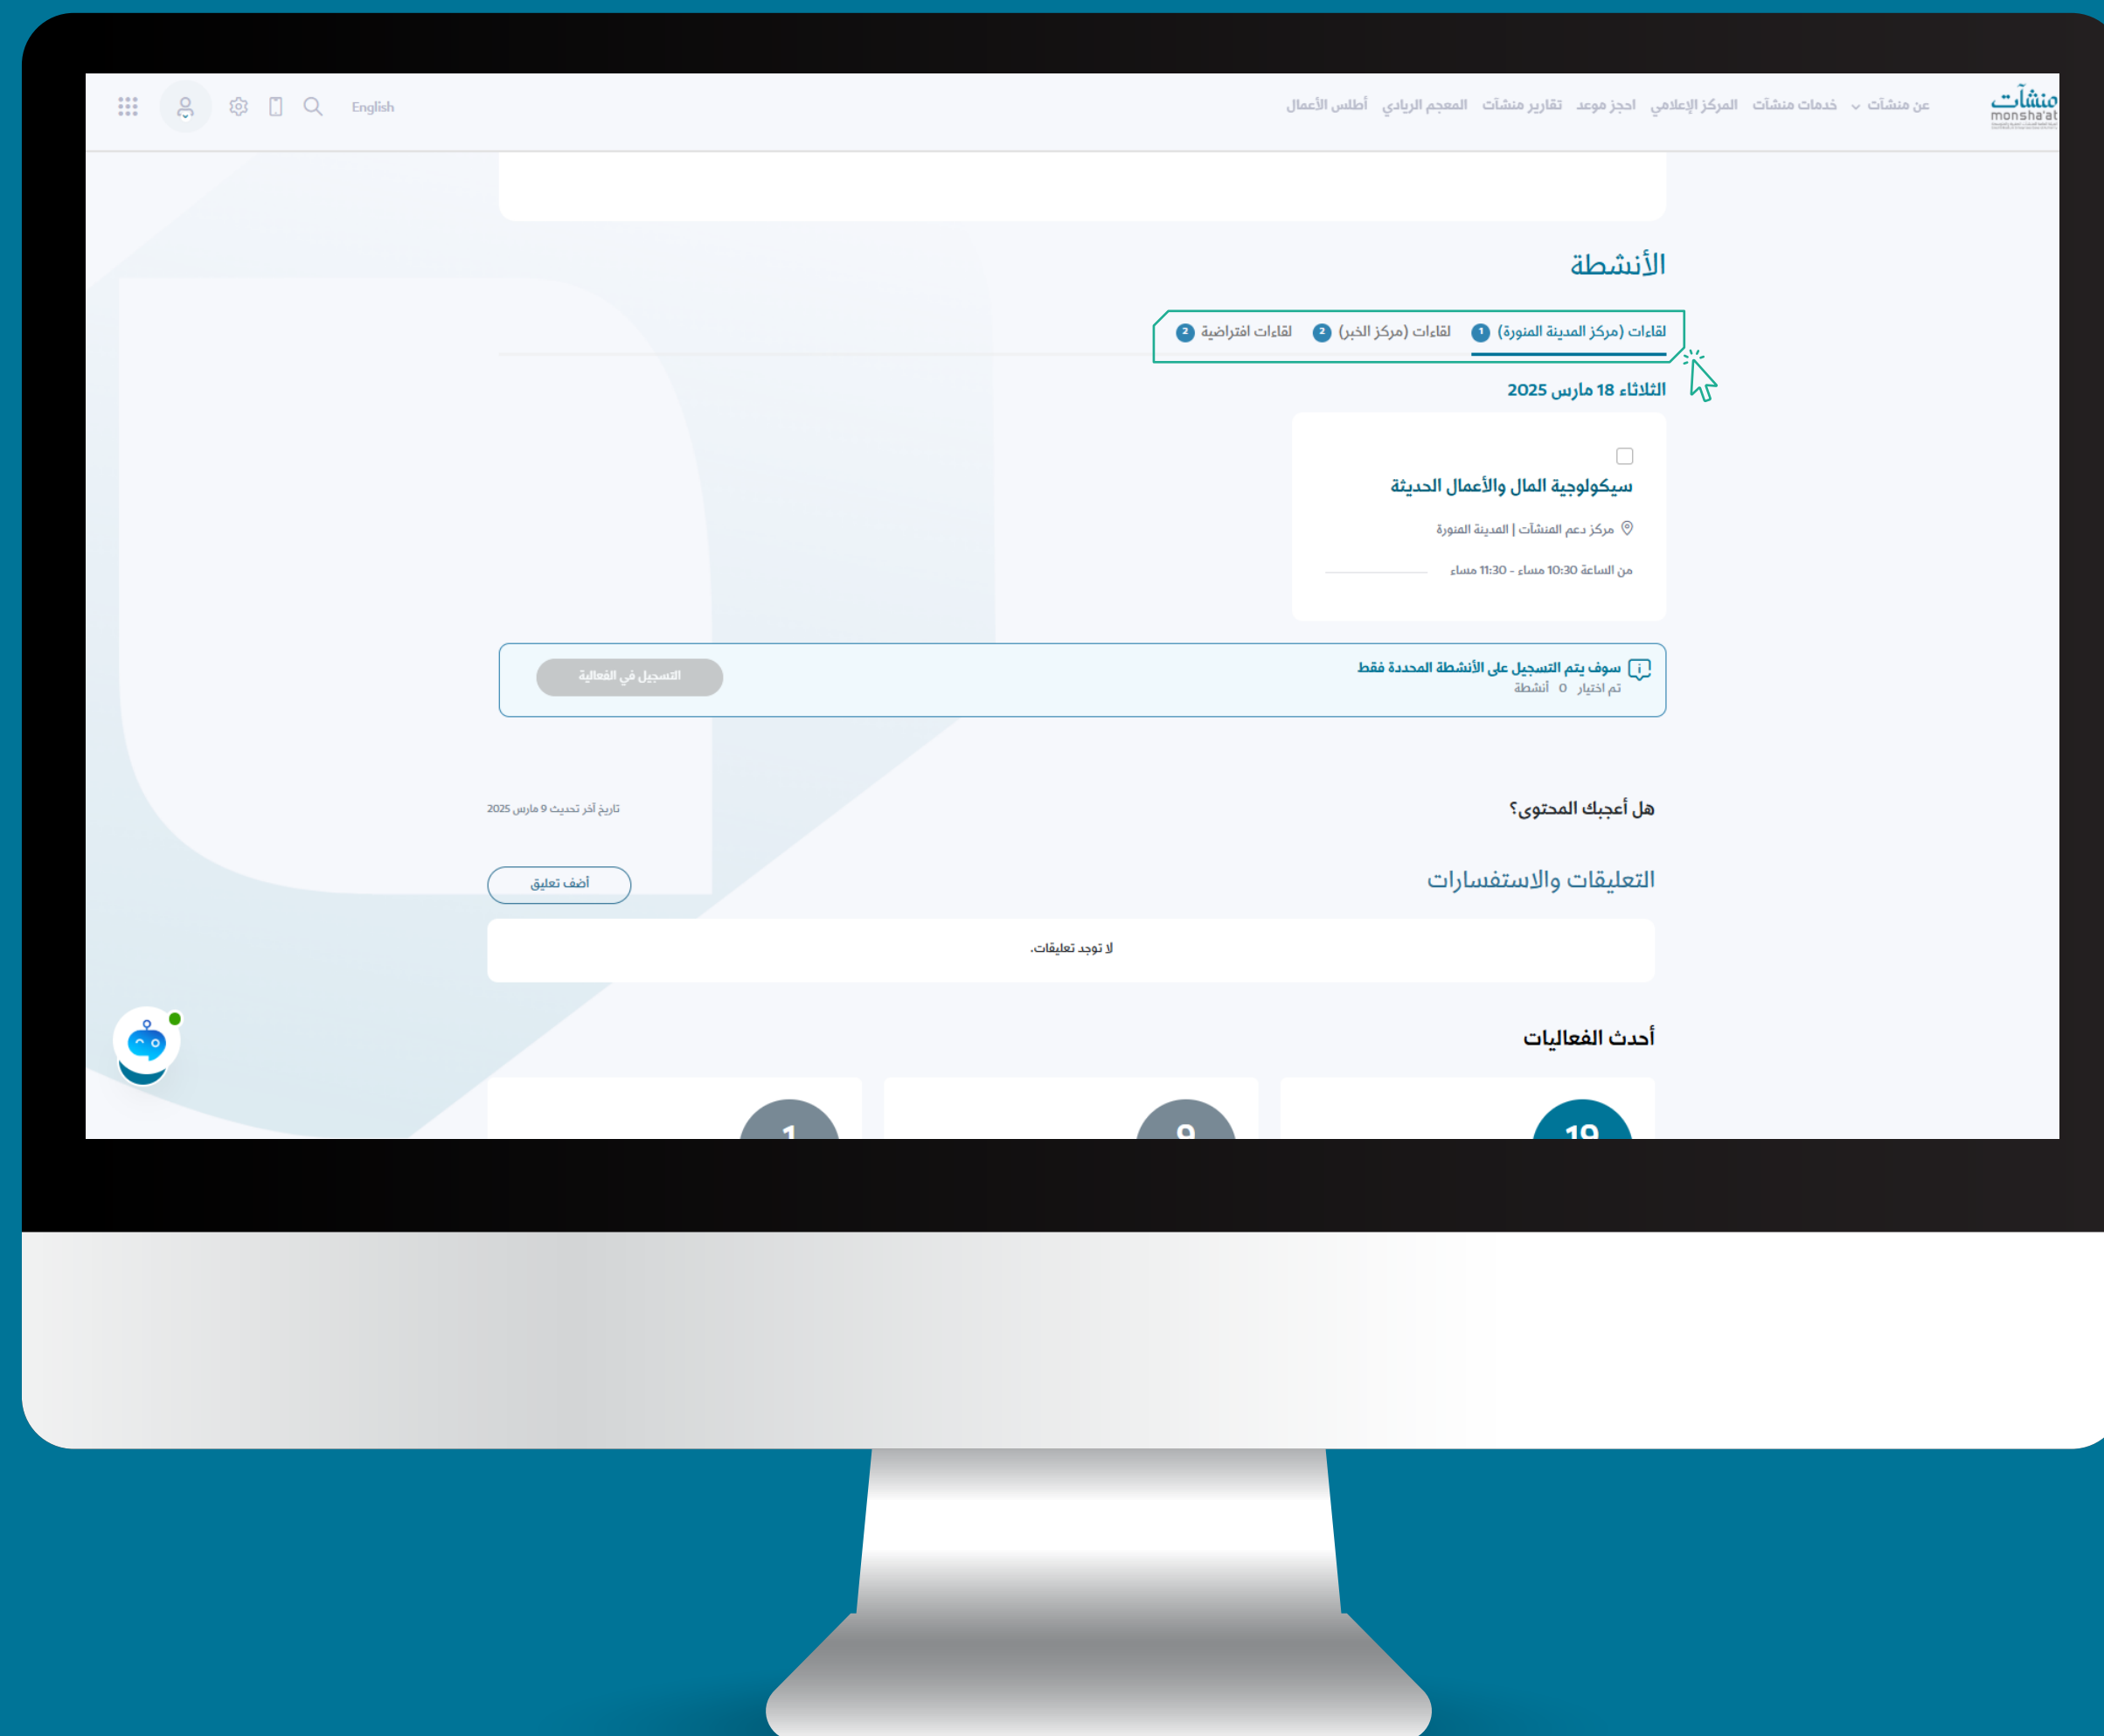 منشآت
monsha'at
عن منشآت خدمات منشآت المركز الإعلامي احجز موعد تقارير منشآت المعجم الريادي أطلس الأعمال
English
الأنشطة
لقاءات (مركز المدينة المنورة) 1 لقاءات (مركز الخبر) 2 لقاءات افتراضية 2
الثلاثاء 18 مارس 2025
سيكولوجية المال والأعمال الحديثة
مركز دعم المنشآت | المدينة المنورة
من الساعة 10:30 مساء - 11:30 مساء
سوف يتم التسجيل على الأنشطة المحددة فقط
تم اختيار 0 أنشطة
التسجيل في الفعالية
هل أعجبك المحتوى؟
تاريخ آخر تحديث 9 مارس 2025
التعليقات والاستفسارات
أضف تعليق
لا توجد تعليقات.
أحدث الفعاليات
19 9 1